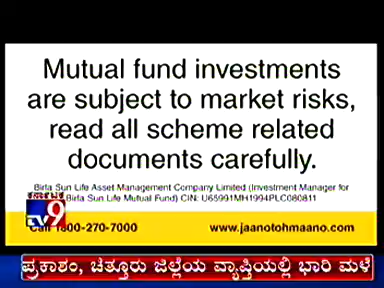 Mutual fund investments
are subject to market risks,
read all scheme related
documents carefully.
Birla Sun Life Asset Management Company Limited (Investment Manager for
Birla Sun Life Mutual Fund) CIN: U65991MH1994PLC080811
TV9
Call 1800-270-7000 www.jaanotohmaano.com
ಪ್ರಕಾಶಂ, ಚಿತ್ತೂರು ಜಿಲ್ಲೆಯ ವ್ಯಾಪ್ತಿಯಲ್ಲಿ ಭಾರಿ ಮಳೆ